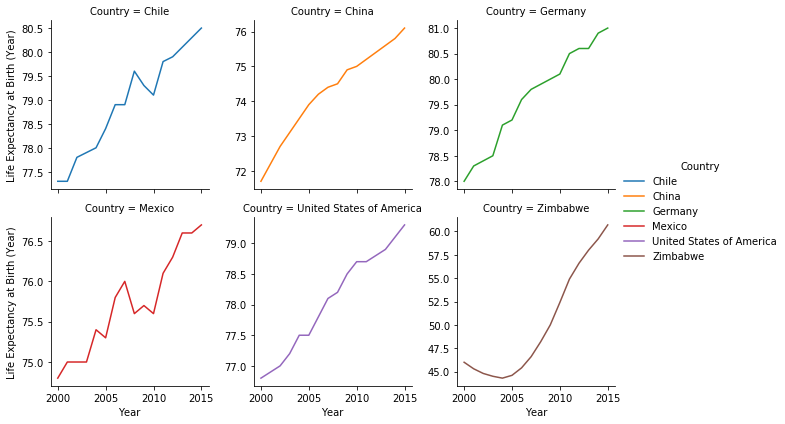 Country = Chile
Country = China
Country = Germany
Life Expectancy at Birth (Year)
80.5
80.0
79.5
79.0
78.5
78.0
77.5
76
75
74
73
72
81.0
80.5
80.0
79.5
79.0
78.5
78.0
Country = Mexico
Country = United States of America
Country = Zimbabwe
Life Expectancy at Birth (Year)
76.5
76.0
75.5
75.0
79.0
78.5
78.0
77.5
77.0
60.0
57.5
55.0
52.5
50.0
47.5
45.0
2000 2005 2010 2015
2000 2005 2010 2015
2000 2005 2010 2015
Year
Year
Year
Country
Chile
China
Germany
Mexico
United States of America
Zimbabwe